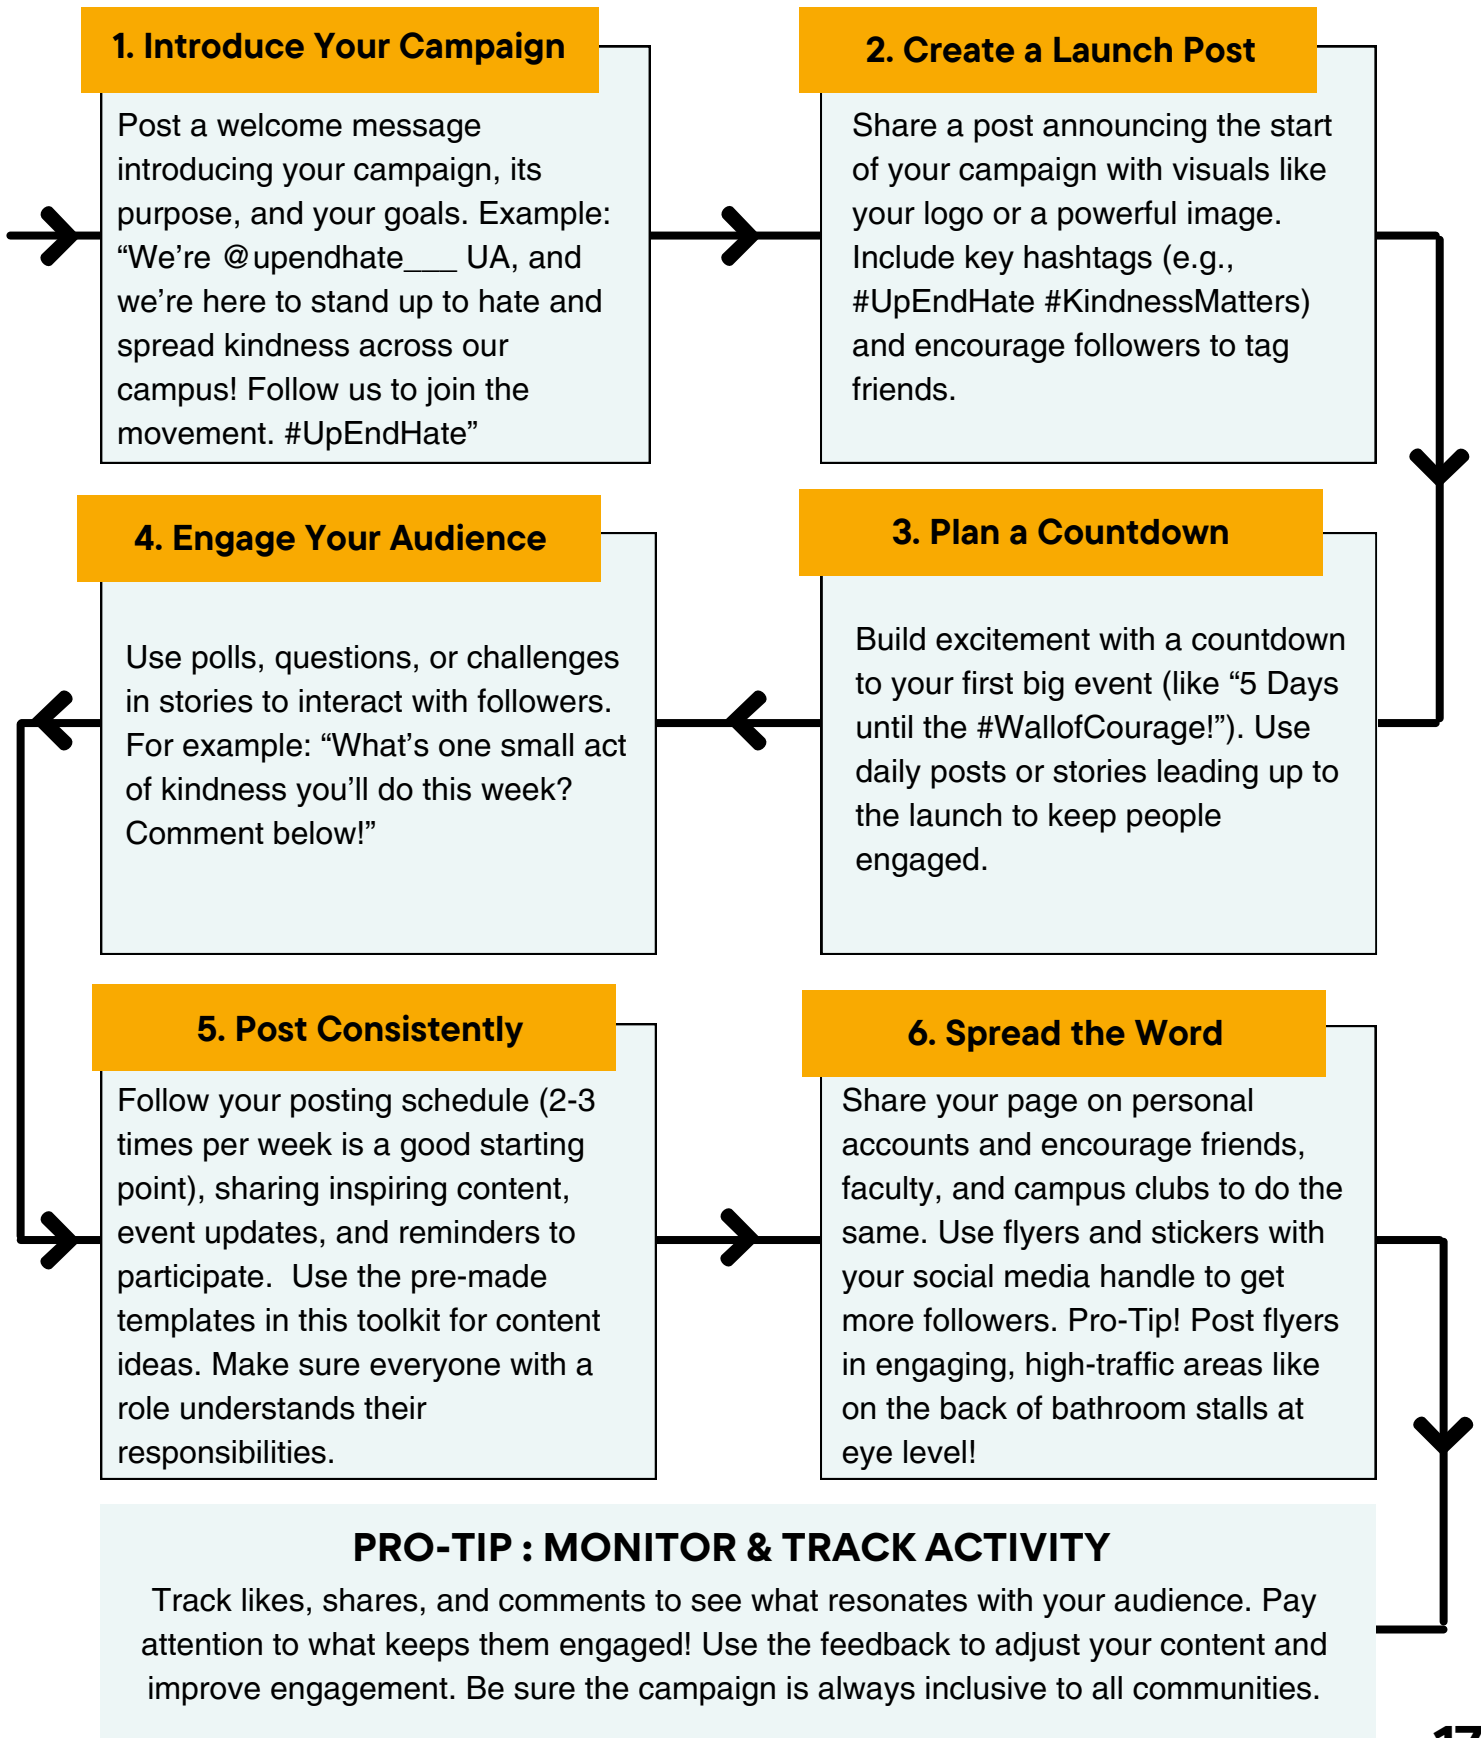 1. Introduce Your Campaign
Post a welcome message
introducing your campaign, its
purpose, and your goals. Example:
“We’re @upendhate___ UA, and
we’re here to stand up to hate and
spread kindness across our
campus! Follow us to join the
movement. #UpEndHate”
2. Create a Launch Post
Share a post announcing the start
of your campaign with visuals like
your logo or a powerful image.
Include key hashtags (e.g.,
#UpEndHate #KindnessMatters)
and encourage followers to tag
friends.
3. Plan a Countdown
Build excitement with a countdown
to your first big event (like “5 Days
until the #WallofCourage!”). Use
daily posts or stories leading up to
the launch to keep people
engaged.
4. Engage Your Audience
Use polls, questions, or challenges
in stories to interact with followers.
For example: “What’s one small act
of kindness you’ll do this week?
Comment below!”
5. Post Consistently
Follow your posting schedule (2-3
times per week is a good starting
point), sharing inspiring content,
event updates, and reminders to
participate.  Use the pre-made
templates in this toolkit for content
ideas. Make sure everyone with a
role understands their
responsibilities.
6. Spread the Word
Share your page on personal
accounts and encourage friends,
faculty, and campus clubs to do the
same. Use flyers and stickers with
your social media handle to get
more followers. Pro-Tip! Post flyers
in engaging, high-traffic areas like
on the back of bathroom stalls at
eye level!
PRO-TIP : MONITOR & TRACK ACTIVITY
Track likes, shares, and comments to see what resonates with your audience. Pay
attention to what keeps them engaged! Use the feedback to adjust your content and
improve engagement. Be sure the campaign is always inclusive to all communities.
17